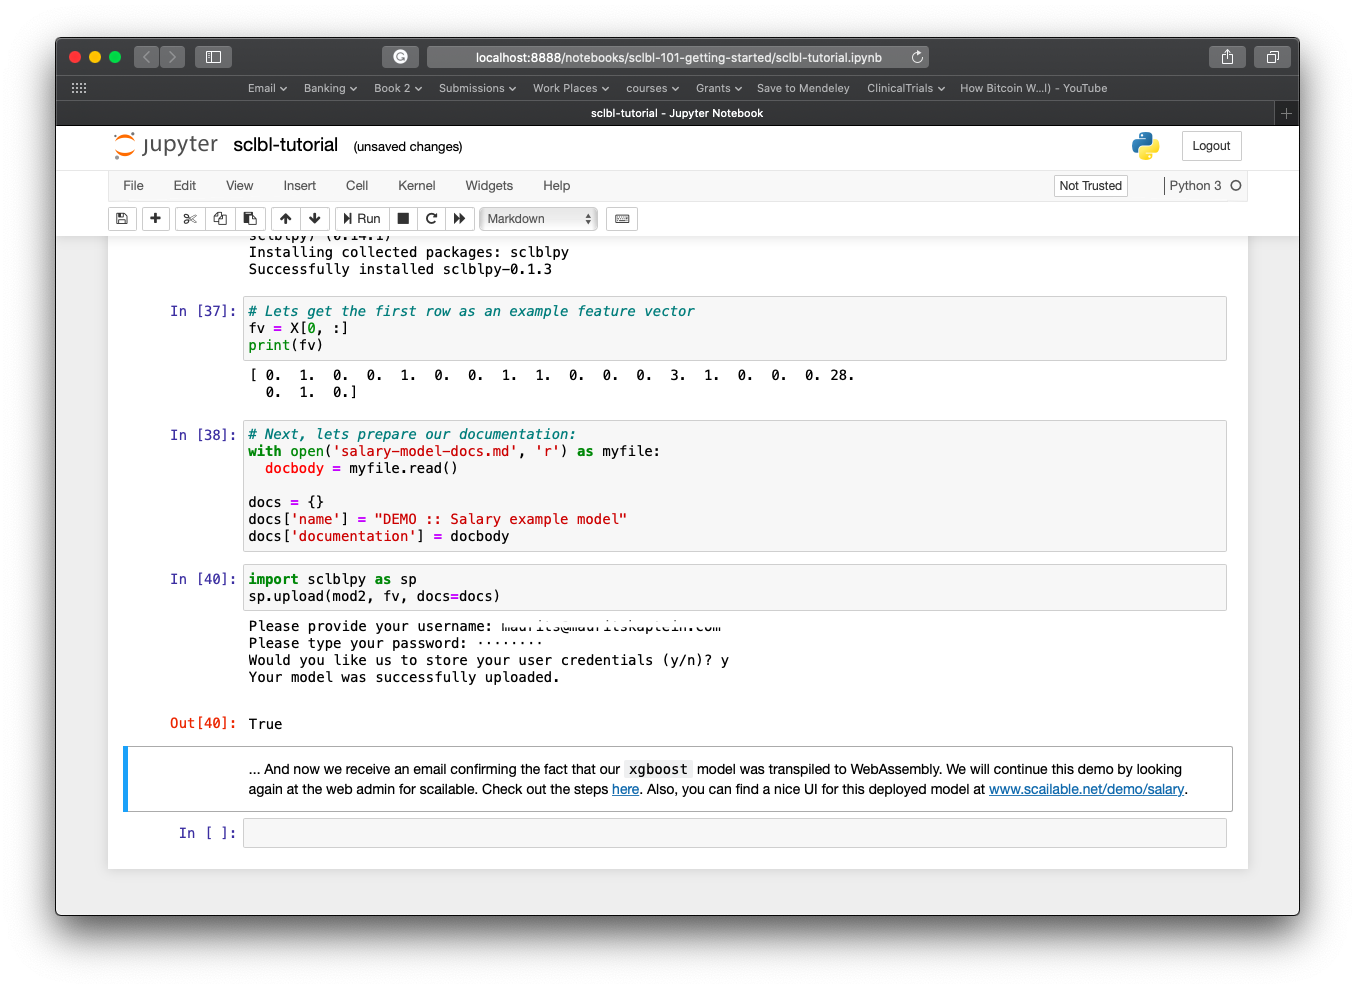 localhost:8888/notebooks/sclbl-101-getting-started/sclbl-tutorial.ipynb
Email Banking Book 2 Submissions Work Places courses Grants Save to Mendeley ClinicalTrials How Bitcoin W...l) - YouTube
sclbl-tutorial - Jupyter Notebook
jupyter sclbl-tutorial (unsaved changes) Logout
File Edit View Insert Cell Kernel Widgets Help Not Trusted Python 3
Run Markdown
sclblpy) (0.14.1)
Installing collected packages: sclblpy
Successfully installed sclblpy-0.1.3
In [37]: # Lets get the first row as an example feature vector
fv = X[0, :]
print(fv)
[ 0. 1. 0. 0. 1. 0. 0. 1. 1. 0. 0. 0. 3. 1. 0. 0. 0. 28.
0. 1. 0.]
In [38]: # Next, lets prepare our documentation:
with open('salary-model-docs.md', 'r') as myfile:
docbody = myfile.read()
docs = {}
docs['name'] = "DEMO :: Salary example model"
docs['documentation'] = docbody
In [40]: import sclblpy as sp
sp.upload(mod2, fv, docs=docs)
Please provide your username:
Please type your password: ········
Would you like us to store your user credentials (y/n)? y
Your model was successfully uploaded.
Out[40]: True
... And now we receive an email confirming the fact that our xgboost model was transpiled to WebAssembly. We will continue this demo by looking
again at the web admin for scailable. Check out the steps here. Also, you can find a nice UI for this deployed model at www.scailable.net/demo/salary.
In [ ]: